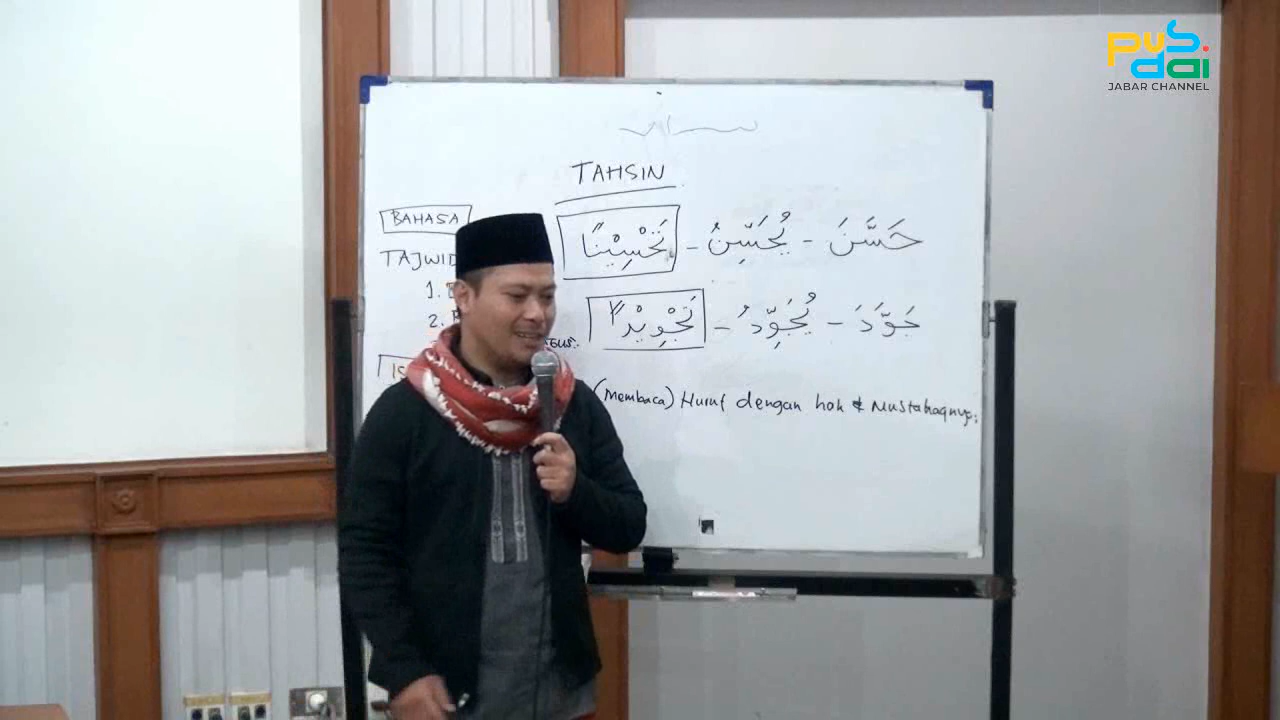 PUSDAI
JABAR CHANNEL
TAHSIN
BAHASA
حَسَّنَ - يُحَسِّنُ - تَحْسِيْنًا
TAJWID
1.
2.
جَوَّدَ - يُجَوِّدُ - تَجْوِيْدًا
(Membaca) Huruf dengan hak & Mustahaqnya;